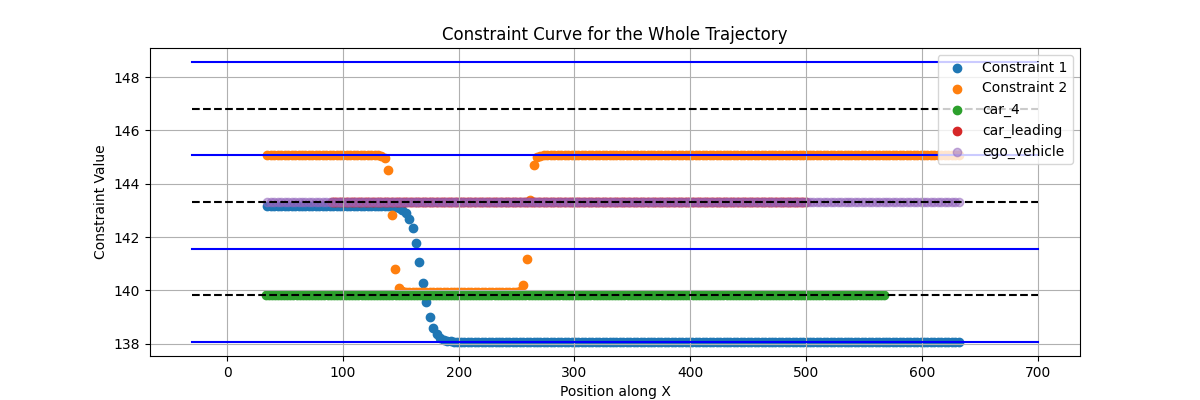 Constraint Curve for the Whole Trajectory
Constraint Value
148
146
144
142
140
138
Constraint 1
Constraint 2
car_4
car_leading
ego_vehicle
0
100
200
300
400
500
600
700
Position along X